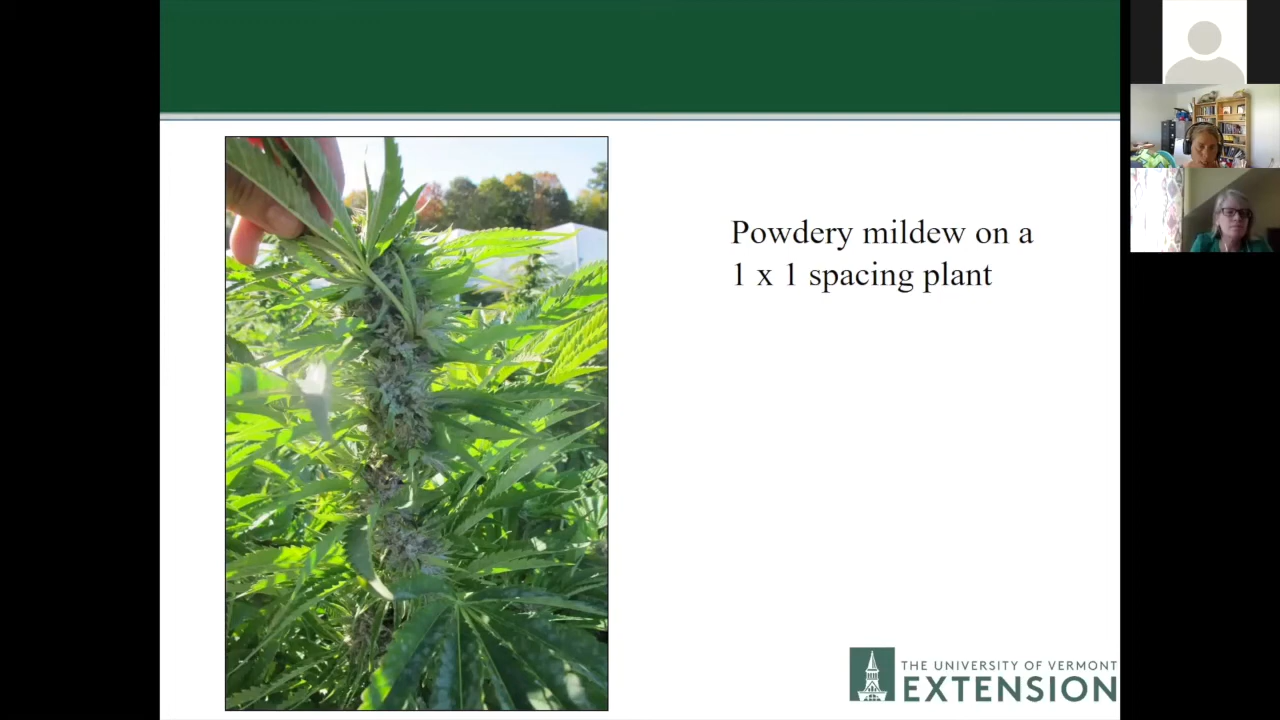 Powdery mildew on a
1 x 1 spacing plant
THE UNIVERSITY OF VERMONT
EXTENSION